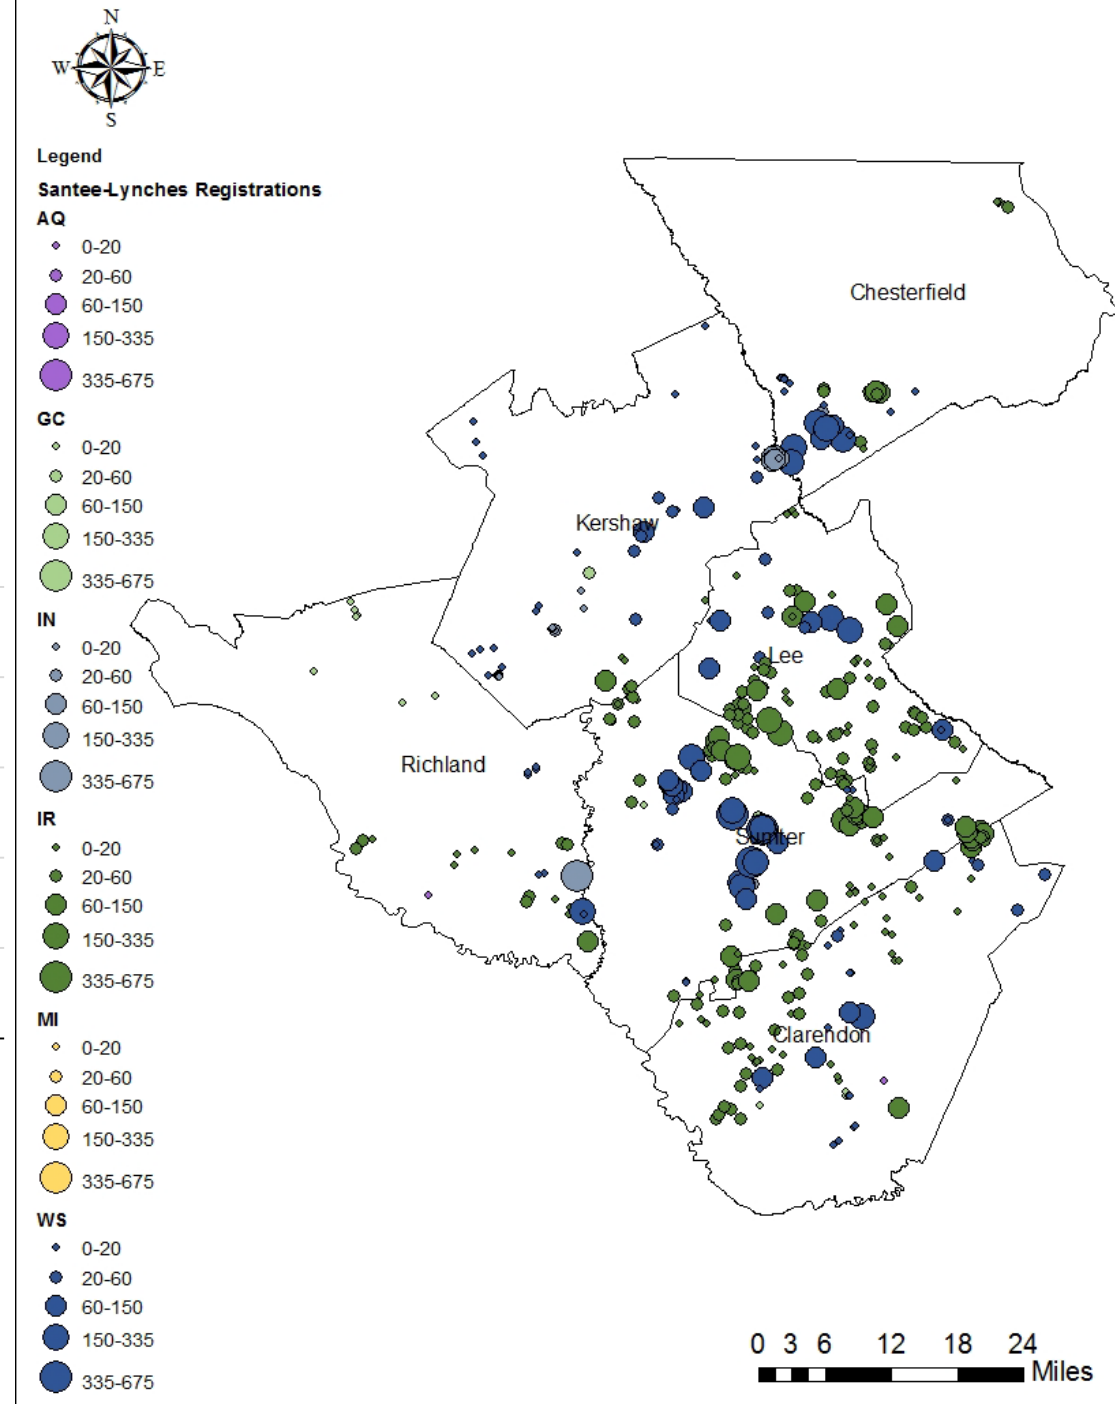 N
W
E
S
Legend
Santee-Lynches Registrations
AQ
0-20
20-60
60-150
150-335
335-675
GC
0-20
20-60
60-150
150-335
335-675
IN
0-20
20-60
60-150
150-335
335-675
IR
0-20
20-60
60-150
150-335
335-675
MI
0-20
20-60
60-150
150-335
335-675
WS
0-20
20-60
60-150
150-335
335-675
Chesterfield
Kershaw
Lee
Richland
Sumter
Clarendon
0 3 6 12 18 24
Miles